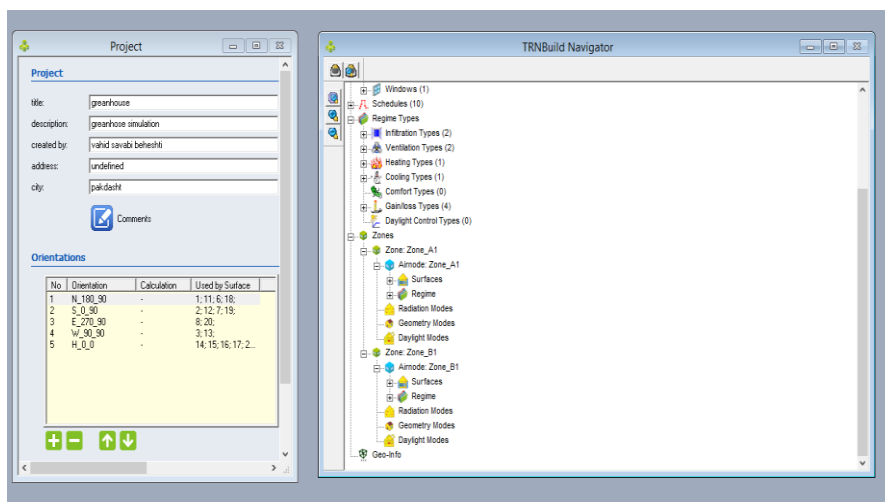 Project
Project
title: greanhouse
description: greanhose simulation
created by: vahid savabi beheshti
address: undefined
city: pakdasht
Comments
Orientations
No Orientation Calculation Used by Surface
1 N_180_90 - 1; 11; 6; 18;
2 S_0_90 - 2; 12; 7; 19;
3 E_270_90 - 8; 20;
4 W_90_90 - 3; 13;
5 H_0_0 - 14; 15; 16; 17; 2...
TRNBuild Navigator
Windows (1)
Schedules (10)
Regime Types
Infiltration Types (2)
Ventilation Types (2)
Heating Types (1)
Cooling Types (1)
Comfort Types (0)
Gain/loss Types (4)
Daylight Control Types (0)
Zones
Zone: Zone_A1
Airnode: Zone_A1
Surfaces
Regime
Radiation Modes
Geometry Modes
Daylight Modes
Zone: Zone_B1
Airnode: Zone_B1
Surfaces
Regime
Radiation Modes
Geometry Modes
Daylight Modes
Geo-Info